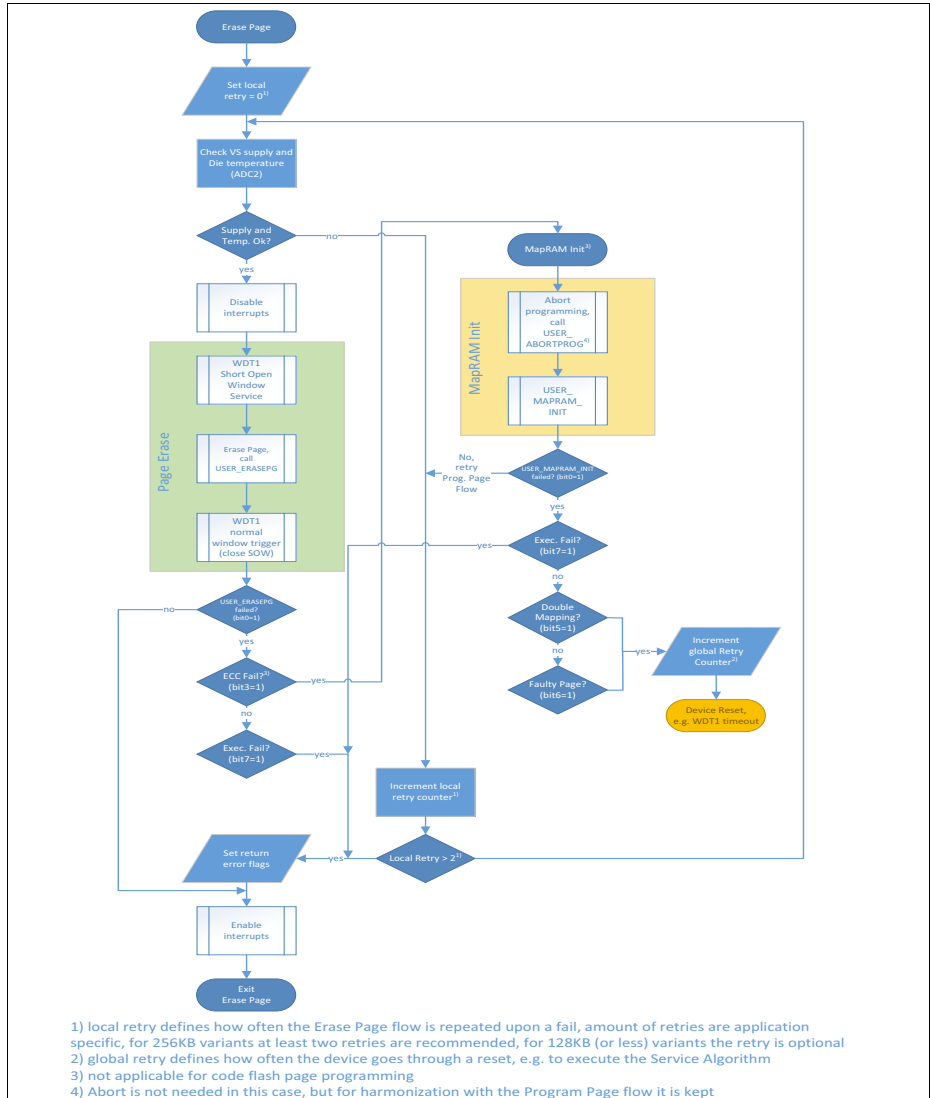 Erase Page
Set local
retry = 0¹⁾
Check VS supply and
Die temperature
(ADC2)
Supply and
Temp. Ok?
no
yes
Disable
interrupts
Page Erase
WDT1
Short Open
Window
Service
Erase Page,
call
USER_ERASEPG
WDT1
normal
window trigger
(close SOW)
USER_ERASEPG
failed?
(bit0=1)
no
yes
ECC Fail?³⁾
(bit3=1)
yes
no
Exec. Fail?
(bit7=1)
yes
MapRAM Init³⁾
MapRAM Init
Abort
programming,
call
USER_
ABORTPROG⁴⁾
USER_
MAPRAM_
INIT
USER_MAPRAM_INIT
failed? (bit0=1)
No,
retry
Prog. Page
Flow
yes
Exec. Fail?
(bit7=1)
yes
no
Double
Mapping?
(bit5=1)
no
Faulty Page?
(bit6=1)
yes
Increment
global Retry
Counter²⁾
Device Reset,
e.g. WDT1 timeout
Increment local
retry counter¹⁾
Local Retry > 2¹⁾
yes
Set return
error flags
Enable
interrupts
Exit
Erase Page
1) local retry defines how often the Erase Page flow is repeated upon a fail, amount of retries are application
specific, for 256KB variants at least two retries are recommended, for 128KB (or less) variants the retry is optional
2) global retry defines how often the device goes through a reset, e.g. to execute the Service Algorithm
3) not applicable for code flash page programming
4) Abort is not needed in this case, but for harmonization with the Program Page flow it is kept